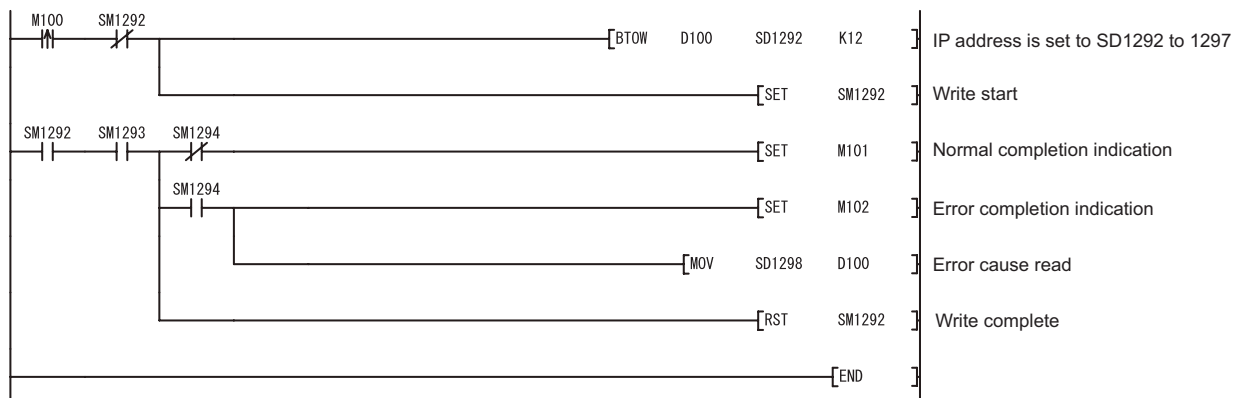 M100 SM1292
BTOW D100 SD1292 K12 IP address is set to SD1292 to 1297
SET SM1292 Write start
SM1292 SM1293 SM1294
SET M101 Normal completion indication
SM1294
SET M102 Error completion indication
MOV SD1298 D100 Error cause read
RST SM1292 Write complete
END